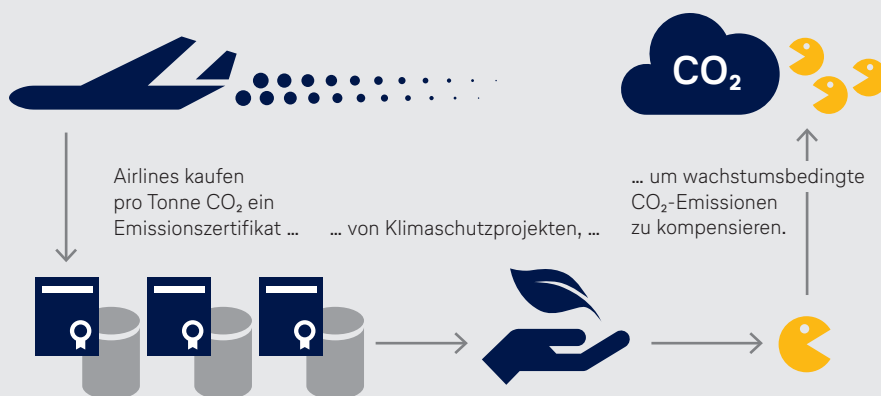 CO₂
Airlines kaufen
pro Tonne CO₂ ein
Emissionszertifikat ...
... von Klimaschutzprojekten, ...
... um wachstumsbedingte
CO₂-Emissionen
zu kompensieren.